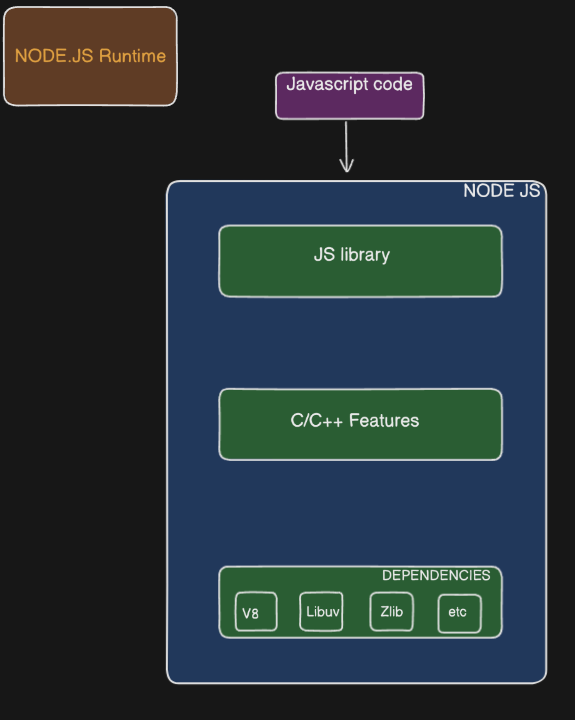 NODE.JS Runtime
Javascript code
NODE JS
JS library
C/C++ Features
DEPENDENCIES
V8
Libuv
Zlib
etc